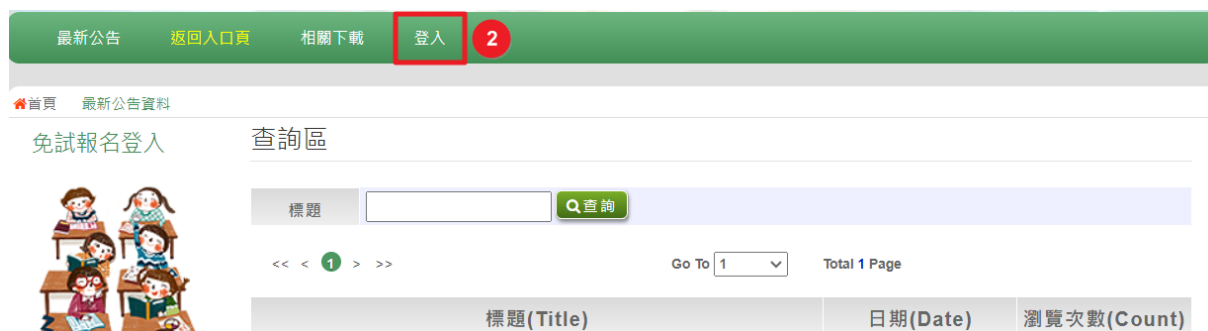 最新公告 返回入口頁 相關下載 登入 2
首頁 最新公告資料
免試報名登入
查詢區
標題 查詢
<< < 1 > >> Go To 1 Total 1 Page
標題(Title) 日期(Date) 瀏覽次數(Count)